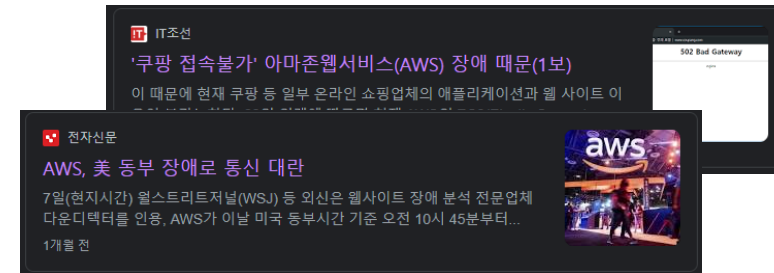 IT조선
'쿠팡 접속불가' 아마존웹서비스(AWS) 장애 때문(1보)
이 때문에 현재 쿠팡 등 일부 온라인 쇼핑업체의 애플리케이션과 웹 사이트 이
502 Bad Gateway
전자신문
AWS, 美 동부 장애로 통신 대란
7일(현지시간) 월스트리트저널(WSJ) 등 외신은 웹사이트 장애 분석 전문업체
다운디텍터를 인용, AWS가 이날 미국 동부시간 기준 오전 10시 45분부터...
1개월 전
aws
aws